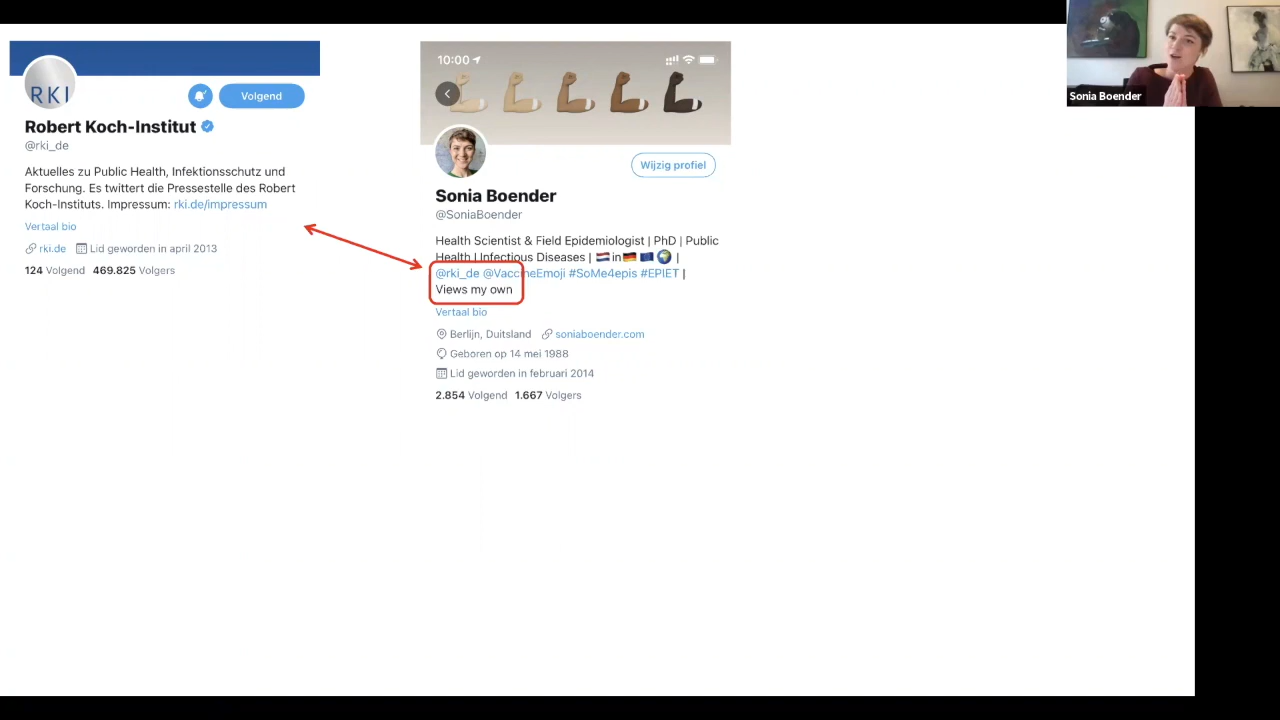 RKI
Volgend
Robert Koch-Institut
@rki_de
Aktuelles zu Public Health, Infektionsschutz und
Forschung. Es twittert die Pressestelle des Robert
Koch-Instituts. Impressum: rki.de/impressum
Vertaal bio
rki.de Lid geworden in april 2013
124 Volgend 469.825 Volgers
10:00
Wijzig profiel
Sonia Boender
@SoniaBoender
Health Scientist & Field Epidemiologist | PhD | Public
Health | Infectious Diseases | 🇳🇱in🇩🇪 🇪🇺 🌍 |
@rki_de @VaccineEmoji #SoMe4epis #EPIET |
Views my own
Vertaal bio
Berlijn, Duitsland soniaboender.com
Geboren op 14 mei 1988
Lid geworden in februari 2014
2.854 Volgend 1.667 Volgers
Sonia Boender